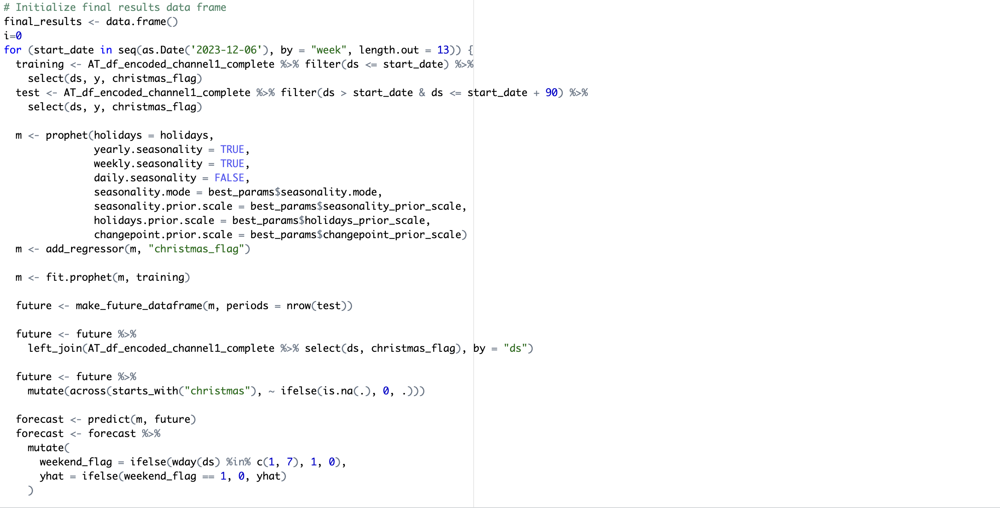 # Initialize final results data frame
final_results <- data.frame()
i=0
for (start_date in seq(as.Date('2023-12-06'), by = "week", length.out = 13)) {
  training <- AT_df_encoded_channel1_complete %>% filter(ds <= start_date) %>%
    select(ds, y, christmas_flag)
  test <- AT_df_encoded_channel1_complete %>% filter(ds > start_date & ds <= start_date + 90) %>%
    select(ds, y, christmas_flag)

  m <- prophet(holidays = holidays,
               yearly.seasonality = TRUE,
               weekly.seasonality = TRUE,
               daily.seasonality = FALSE,
               seasonality.mode = best_params$seasonality.mode,
               seasonality.prior.scale = best_params$seasonality_prior_scale,
               holidays.prior.scale = best_params$holidays_prior_scale,
               changepoint.prior.scale = best_params$changepoint_prior_scale)
  m <- add_regressor(m, "christmas_flag")

  m <- fit.prophet(m, training)

  future <- make_future_dataframe(m, periods = nrow(test))

  future <- future %>%
    left_join(AT_df_encoded_channel1_complete %>% select(ds, christmas_flag), by = "ds")

  future <- future %>%
    mutate(across(starts_with("christmas"), ~ ifelse(is.na(.), 0, .)))

  forecast <- predict(m, future)
  forecast <- forecast %>%
    mutate(
      weekend_flag = ifelse(wday(ds) %in% c(1, 7), 1, 0),
      yhat = ifelse(weekend_flag == 1, 0, yhat)
    )